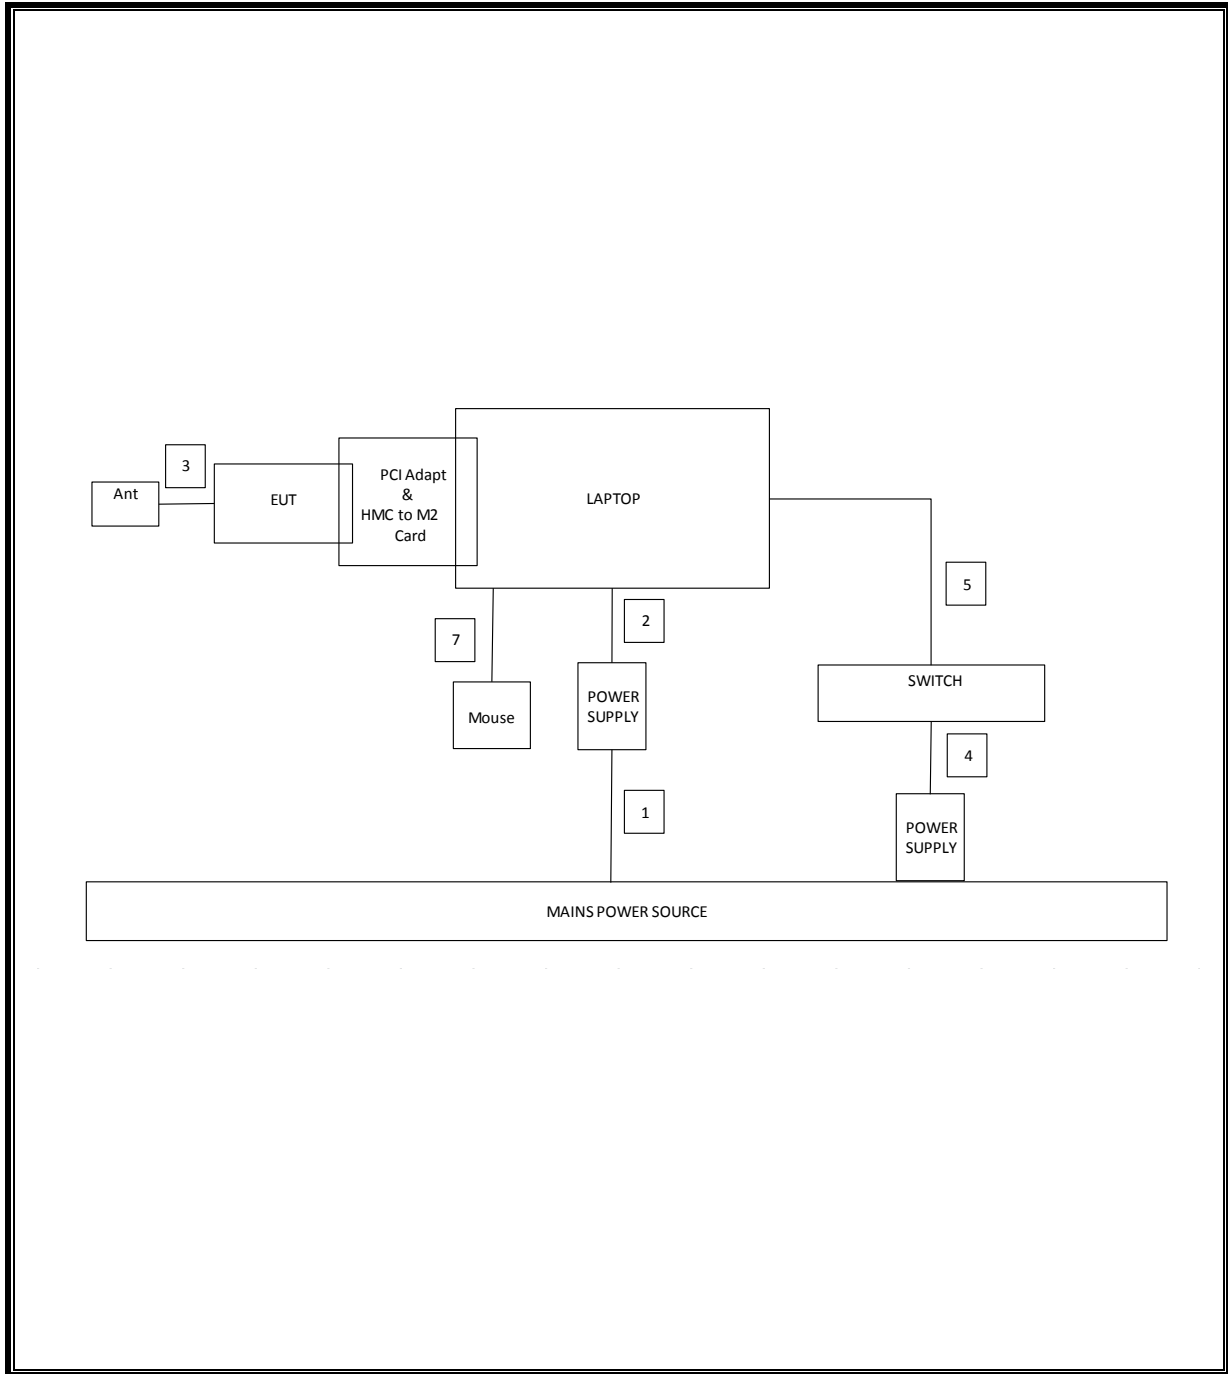 3
Ant
EUT
PCI Adapt
&
HMC to M2
Card
LAPTOP
5
2
7
SWITCH
POWER
SUPPLY
Mouse
4
1
POWER
SUPPLY
MAINS POWER SOURCE